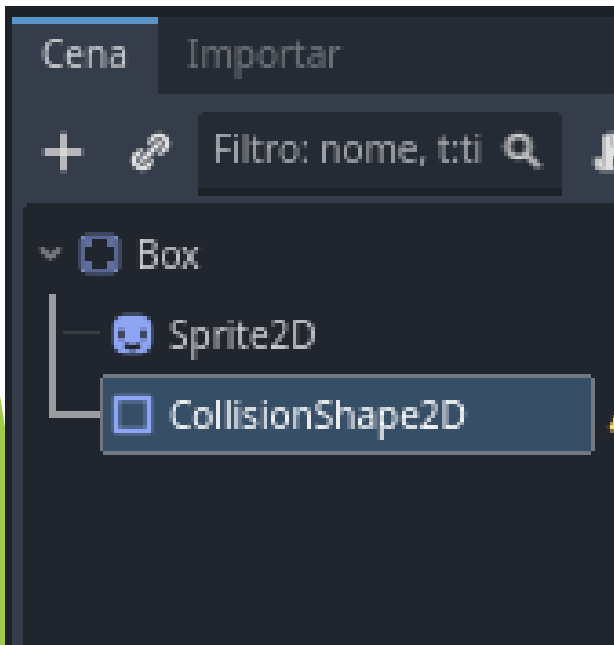 Cena Importar
Filtro: nome, t:ti
Box
Sprite2D
CollisionShape2D